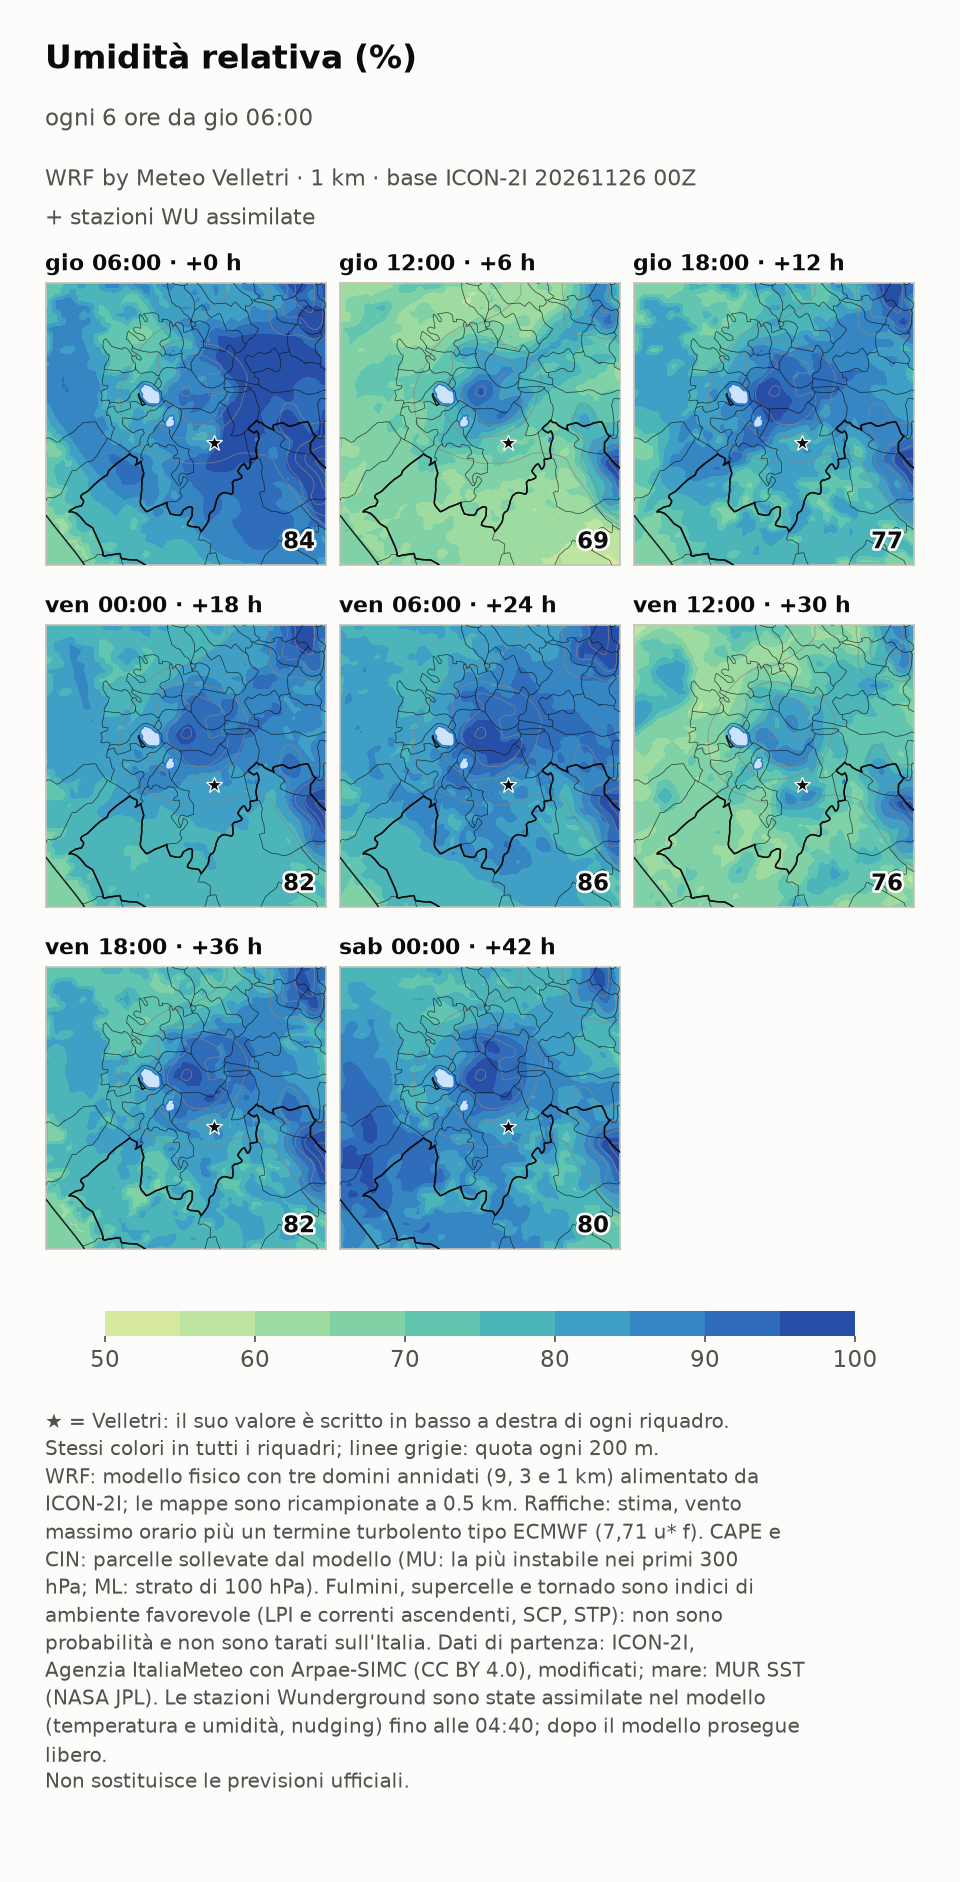 Umidità relativa (%)
ogni 6 ore da gio 06:00
WRF by Meteo Velletri · 1 km · base ICON-2I 20261126 00Z
+ stazioni WU assimilate
gio 06:00 · +0 h
gio 12:00 · +6 h
gio 18:00 · +12 h
84
69
77
ven 00:00 · +18 h
ven 06:00 · +24 h
ven 12:00 · +30 h
82
86
76
ven 18:00 · +36 h
sab 00:00 · +42 h
82
80
50 60 70 80 90 100
★ = Velletri: il suo valore è scritto in basso a destra di ogni riquadro.
Stessi colori in tutti i riquadri; linee grigie: quota ogni 200 m.
WRF: modello fisico con tre domini annidati (9, 3 e 1 km) alimentato da
ICON-2I; le mappe sono ricampionate a 0.5 km. Raffiche: stima, vento
massimo orario più un termine turbolento tipo ECMWF (7,71 u* f). CAPE e
CIN: parcelle sollevate dal modello (MU: la più instabile nei primi 300
hPa; ML: strato di 100 hPa). Fulmini, supercelle e tornado sono indici di
ambiente favorevole (LPI e correnti ascendenti, SCP, STP): non sono
probabilità e non sono tarati sull'Italia. Dati di partenza: ICON-2I,
Agenzia ItaliaMeteo con Arpae-SIMC (CC BY 4.0), modificati; mare: MUR SST
(NASA JPL). Le stazioni Wunderground sono state assimilate nel modello
(temperatura e umidità, nudging) fino alle 04:40; dopo il modello prosegue
libero.
Non sostituisce le previsioni ufficiali.